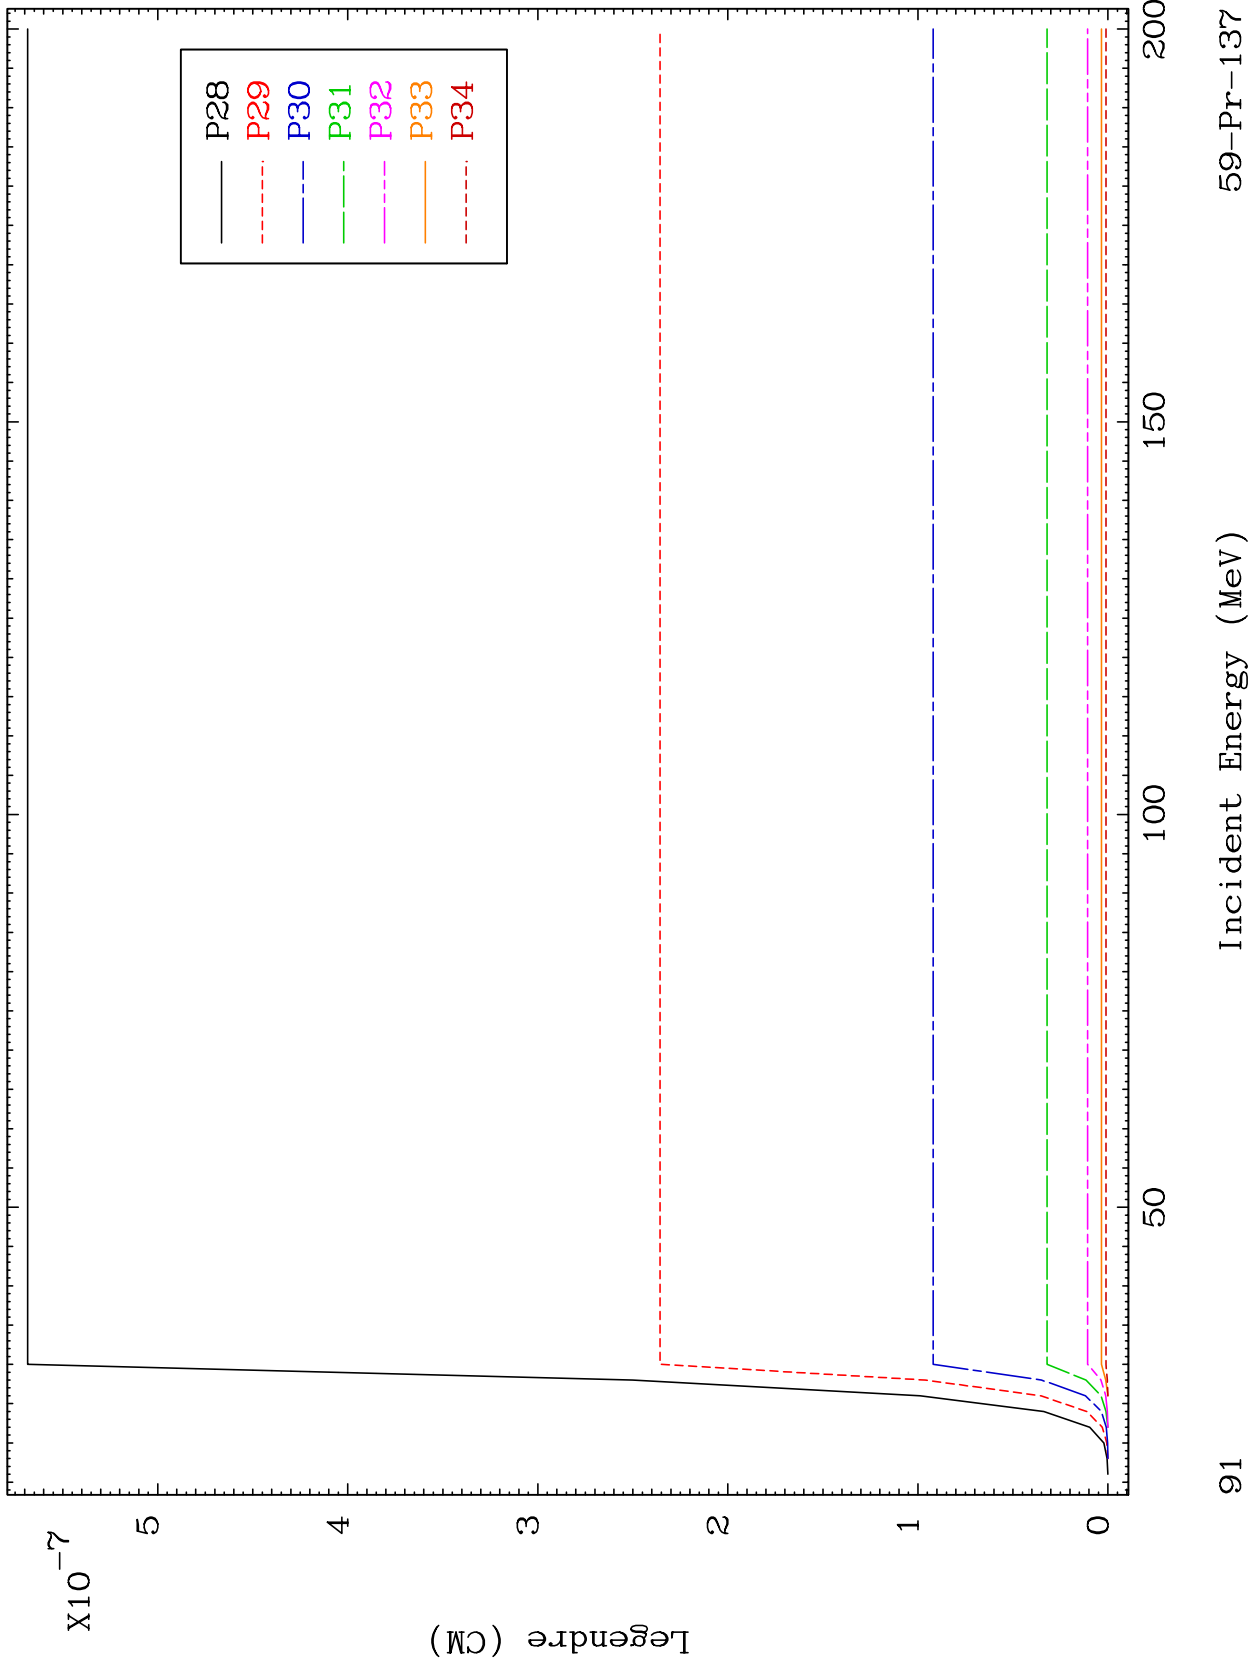 X10-7
Legendre (CM)
5
4
3
2
1
0
P28
P29
P30
P31
P32
P33
P34
50
100
150
200
91
Incident Energy (MeV)
59-Pr-137